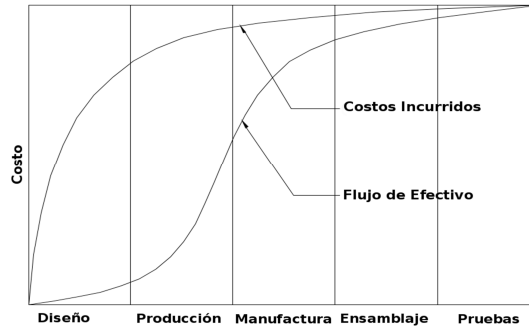 Costo
Costos Incurridos
Flujo de Efectivo
Diseño
Producción
Manufactura
Ensamblaje
Pruebas